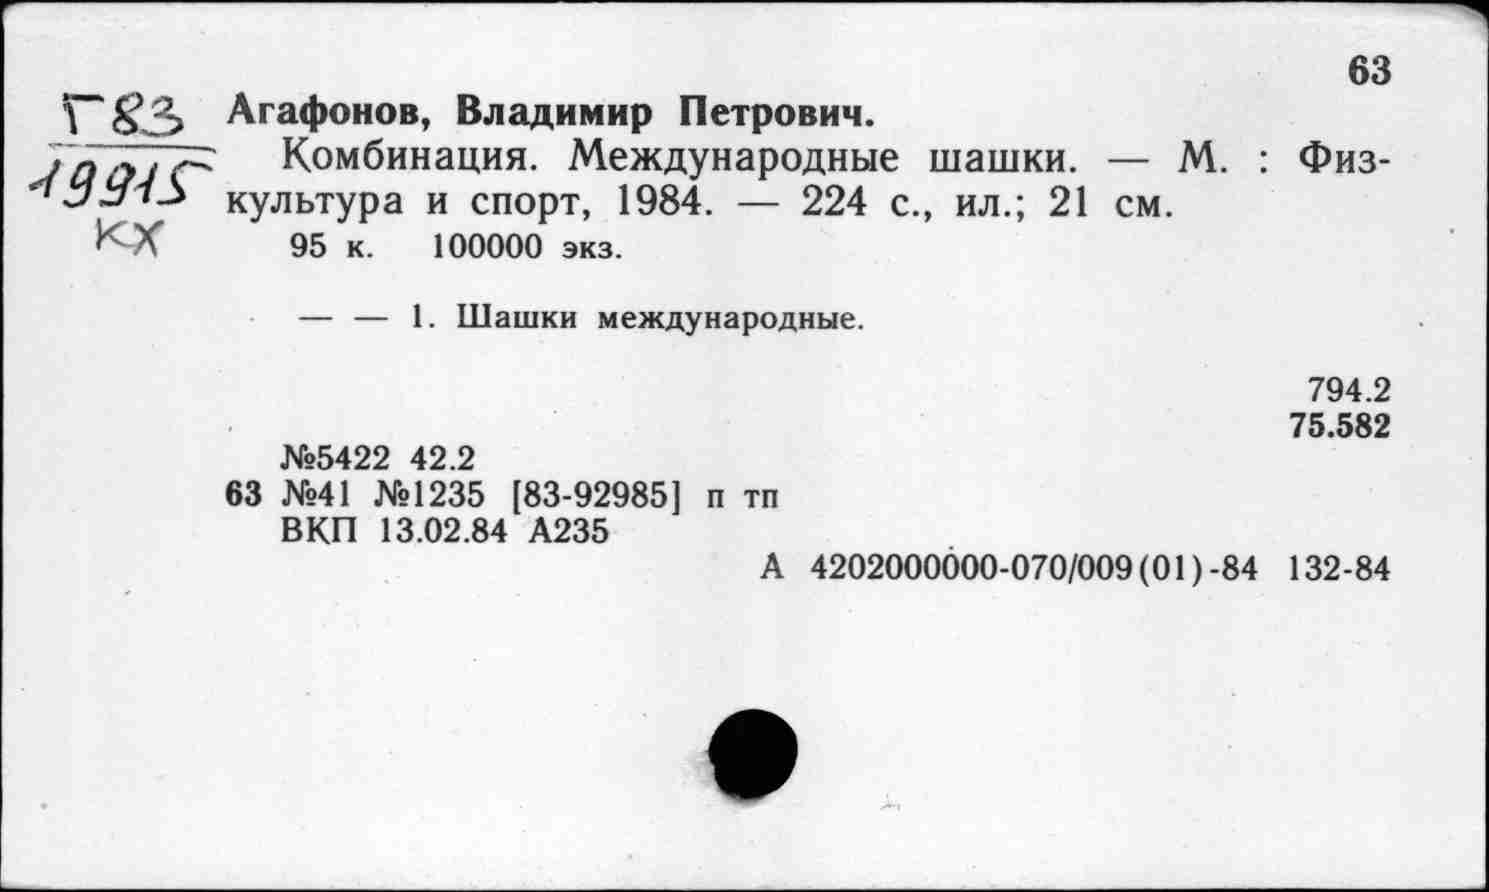 63
Г83
19915
кх
Агафонов, Владимир Петрович.
Комбинация. Международные шашки. — М. : Физ-
культура и спорт, 1984. — 224 с., ил.; 21 см.
95 к. 100000 экз.
— — 1. Шашки международные.
794.2
75.582
№5422 42.2
63 №41 №1235 [83-92985] п тп
ВКП 13.02.84 А235
А 4202000000-070/009(01)-84 132-84